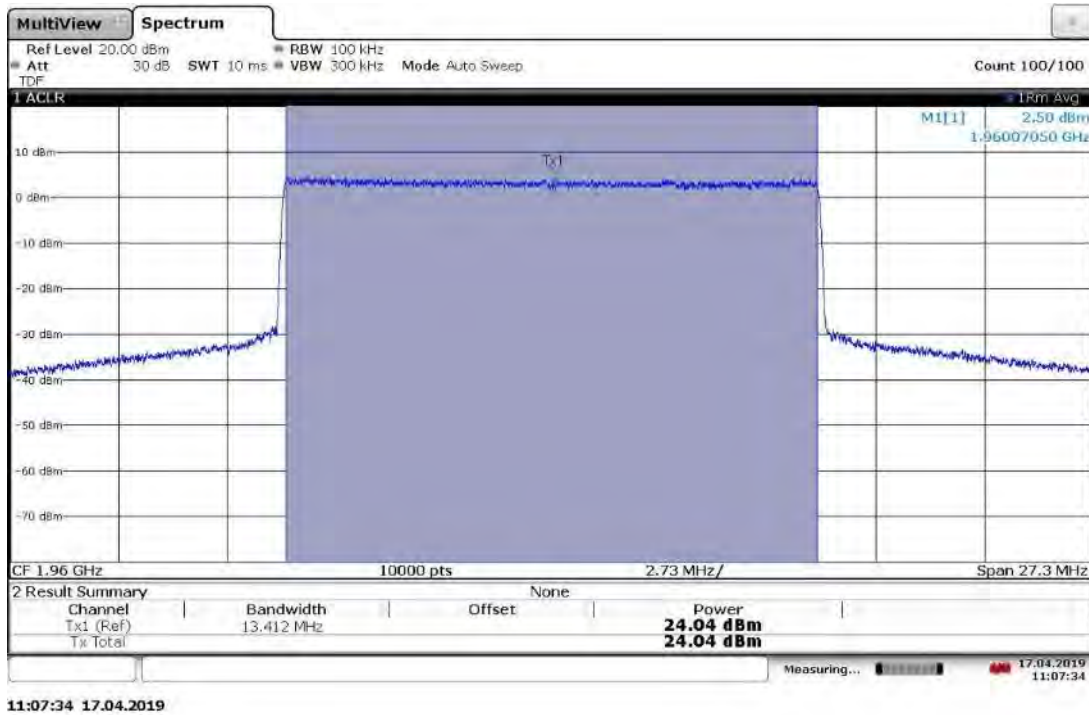 MultiView Spectrum
Ref Level 20.00 dBm RBW 100 kHz
Att 30 dB SWT 10 ms VBW 300 kHz Mode Auto Sweep Count 100/100
TDF
1 ACLR 1Rm Avg
M1[1] 2.50 dBm
1.96007050 GHz
10 dBm
Tx1
0 dBm
-10 dBm
-20 dBm
-30 dBm
-40 dBm
-50 dBm
-60 dBm
-70 dBm
CF 1.96 GHz 10000 pts 2.73 MHz/ Span 27.3 MHz
2 Result Summary None
Channel Bandwidth Offset Power
Tx1 (Ref) 13.412 MHz 24.04 dBm
Tx Total 24.04 dBm
Measuring... 17.04.2019
11:07:34
11:07:34 17.04.2019